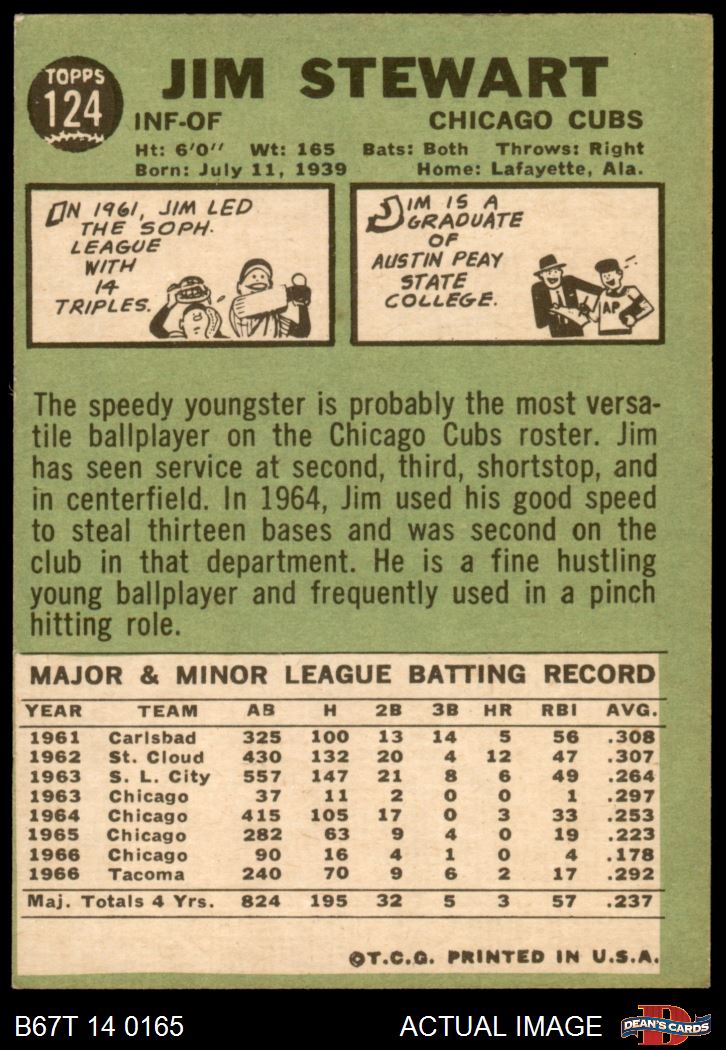 TOPPS
124
JIM STEWART
INF-OF CHICAGO CUBS
Ht: 6'0" Wt: 165 Bats: Both Throws: Right
Born: July 11, 1939 Home: Lafayette, Ala.
IN 1961, JIM LED
THE SOPH.
LEAGUE
WITH
14
TRIPLES.
JIM IS A
GRADUATE
OF
AUSTIN PEAY
STATE
COLLEGE.
AP
The speedy youngster is probably the most versa-
tile ballplayer on the Chicago Cubs roster. Jim
has seen service at second, third, shortstop, and
in centerfield. In 1964, Jim used his good speed
to steal thirteen bases and was second on the
club in that department. He is a fine hustling
young ballplayer and frequently used in a pinch
hitting role.
MAJOR & MINOR LEAGUE BATTING RECORD
YEAR TEAM AB H 2B 3B HR RBI AVG.
1961 Carlsbad 325 100 13 14 5 56 .308
1962 St. Cloud 430 132 20 4 12 47 .307
1963 S. L. City 557 147 21 8 6 49 .264
1963 Chicago 37 11 2 0 0 1 .297
1964 Chicago 415 105 17 0 3 33 .253
1965 Chicago 282 63 9 4 0 19 .223
1966 Chicago 90 16 4 1 0 4 .178
1966 Tacoma 240 70 9 6 2 17 .292
Maj. Totals 4 Yrs. 824 195 32 5 3 57 .237
©T.C.G. PRINTED IN U.S.A.
B67T 14 0165 ACTUAL IMAGE
D
DEAN'S CARDS